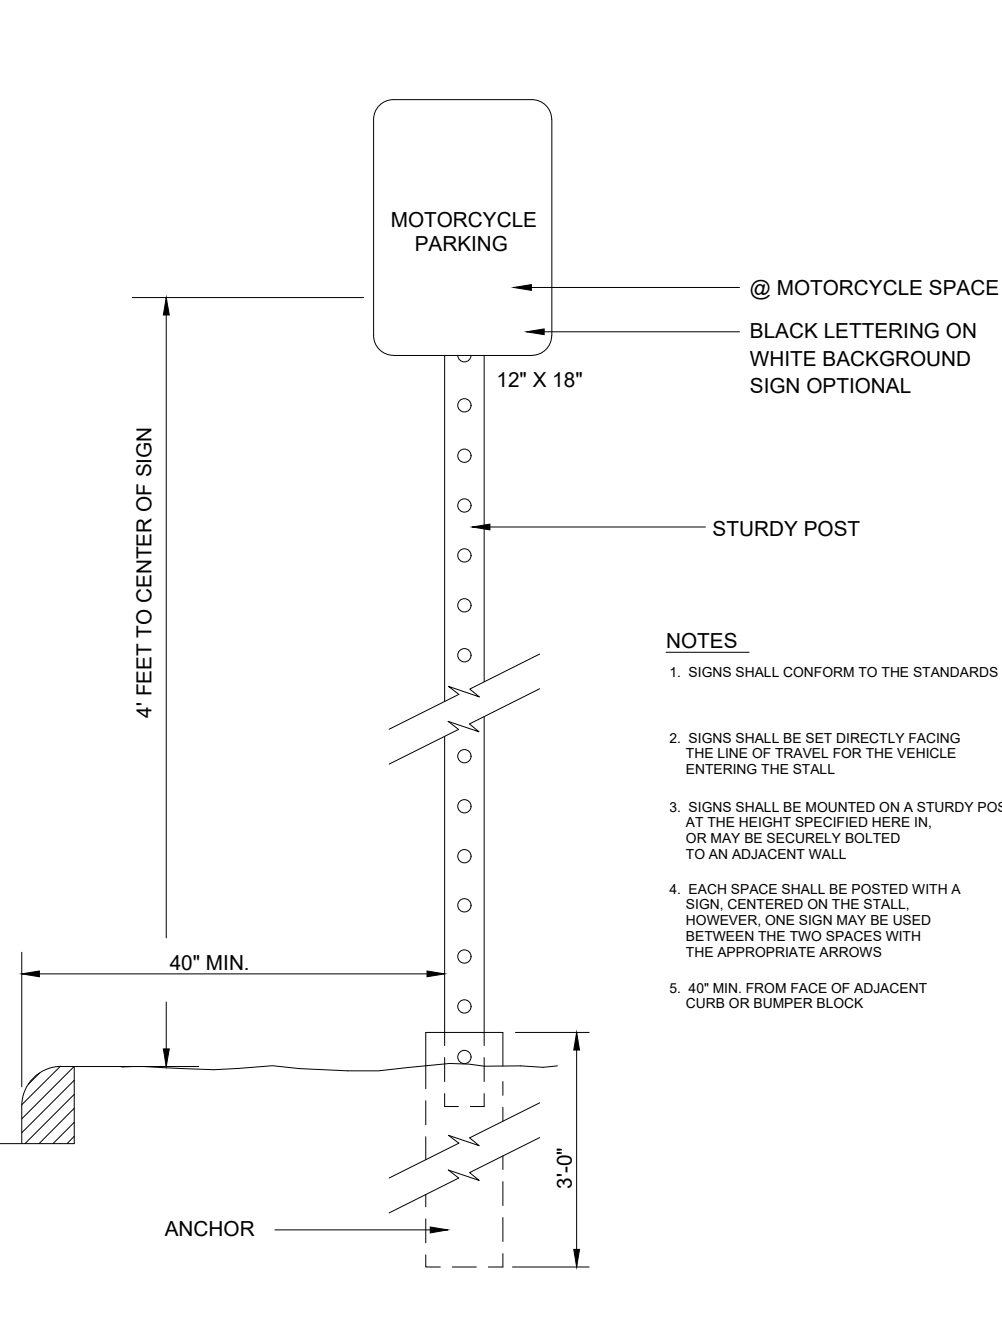 MOTORCYCLE
PARKING
@ MOTORCYCLE SPACE
BLACK LETTERING ON
WHITE BACKGROUND
SIGN OPTIONAL
12" X 18"
4' FEET TO CENTER OF SIGN
STURDY POST
NOTES
1. SIGNS SHALL CONFORM TO THE STANDARDS
2. SIGNS SHALL BE SET DIRECTLY FACING
THE LINE OF TRAVEL FOR THE VEHICLE
ENTERING THE STALL
3. SIGNS SHALL BE MOUNTED ON A STURDY POS
AT THE HEIGHT SPECIFIED HERE IN,
OR MAY BE SECURELY BOLTED
TO AN ADJACENT WALL
4. EACH SPACE SHALL BE POSTED WITH A
SIGN, CENTERED ON THE STALL,
HOWEVER, ONE SIGN MAY BE USED
BETWEEN THE TWO SPACES WITH
THE APPROPRIATE ARROWS
5. 40" MIN. FROM FACE OF ADJACENT
CURB OR BUMPER BLOCK
40" MIN.
3'-0"
ANCHOR